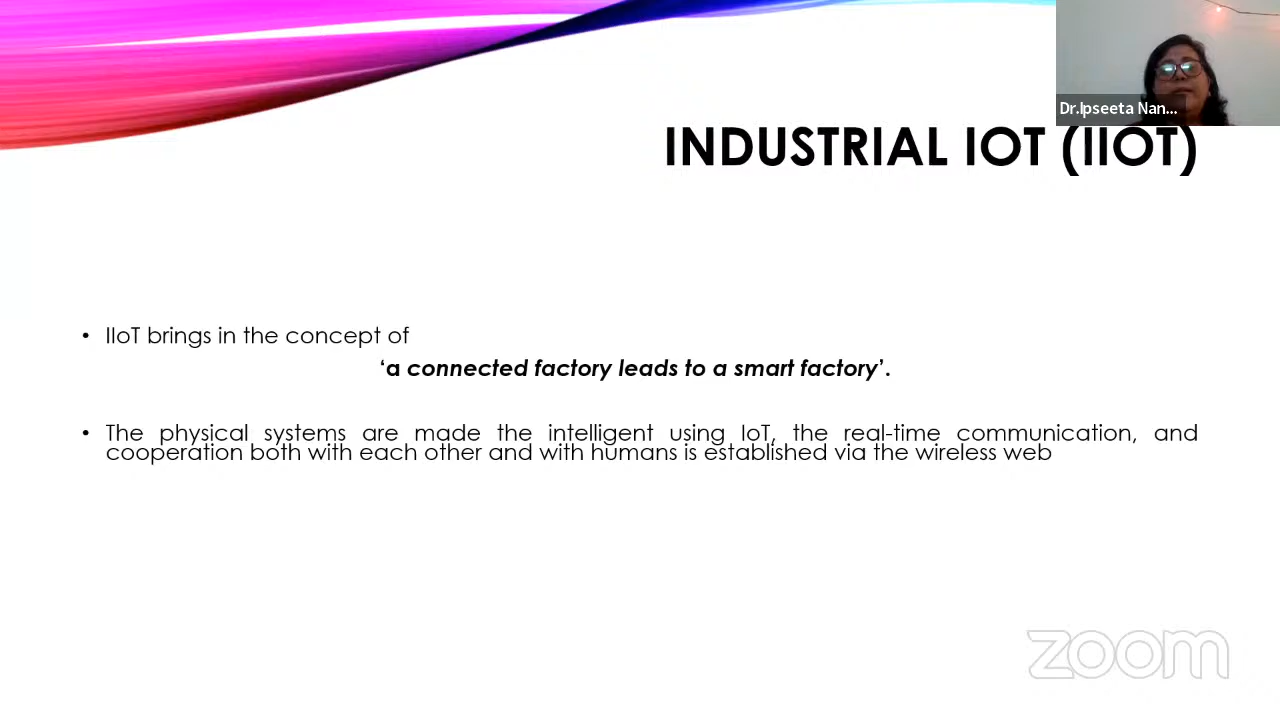 Dr.Ipseeta Nan...
INDUSTRIAL IOT (IIOT)
• IIoT brings in the concept of
‘a connected factory leads to a smart factory’.
• The physical systems are made the intelligent using IoT, the real-time communication, and
cooperation both with each other and with humans is established via the wireless web
zoom